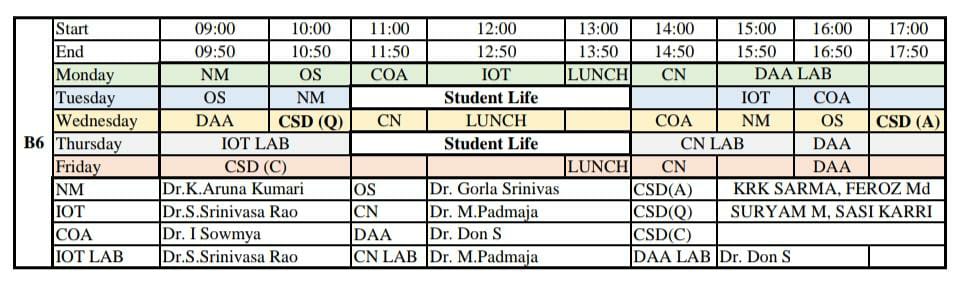 Start 09:00 10:00 11:00 12:00 13:00 14:00 15:00 16:00 17:00
End 09:50 10:50 11:50 12:50 13:50 14:50 15:50 16:50 17:50
Monday NM OS COA IOT LUNCH CN DAA LAB
Tuesday OS NM Student Life IOT COA
Wednesday DAA CSD (Q) CN LUNCH COA NM OS CSD (A)
B6 Thursday IOT LAB Student Life CN LAB DAA
Friday CSD (C) LUNCH CN DAA
NM Dr.K.Aruna Kumari OS Dr. Gorla Srinivas CSD(A) KRK SARMA, FEROZ Md
IOT Dr.S.Srinivasa Rao CN Dr. M.Padmaja CSD(Q) SURYAM M, SASI KARRI
COA Dr. I Sowmya DAA Dr. Don S CSD(C)
IOT LAB Dr.S.Srinivasa Rao CN LAB Dr. M.Padmaja DAA LAB Dr. Don S